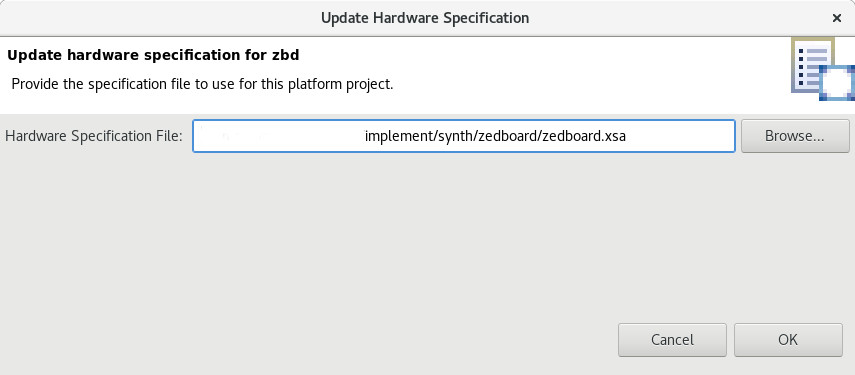 Update Hardware Specification
Update hardware specification for zbd
Provide the specification file to use for this platform project.
Hardware Specification File: implement/synth/zedboard/zedboard.xsa Browse...
Cancel OK